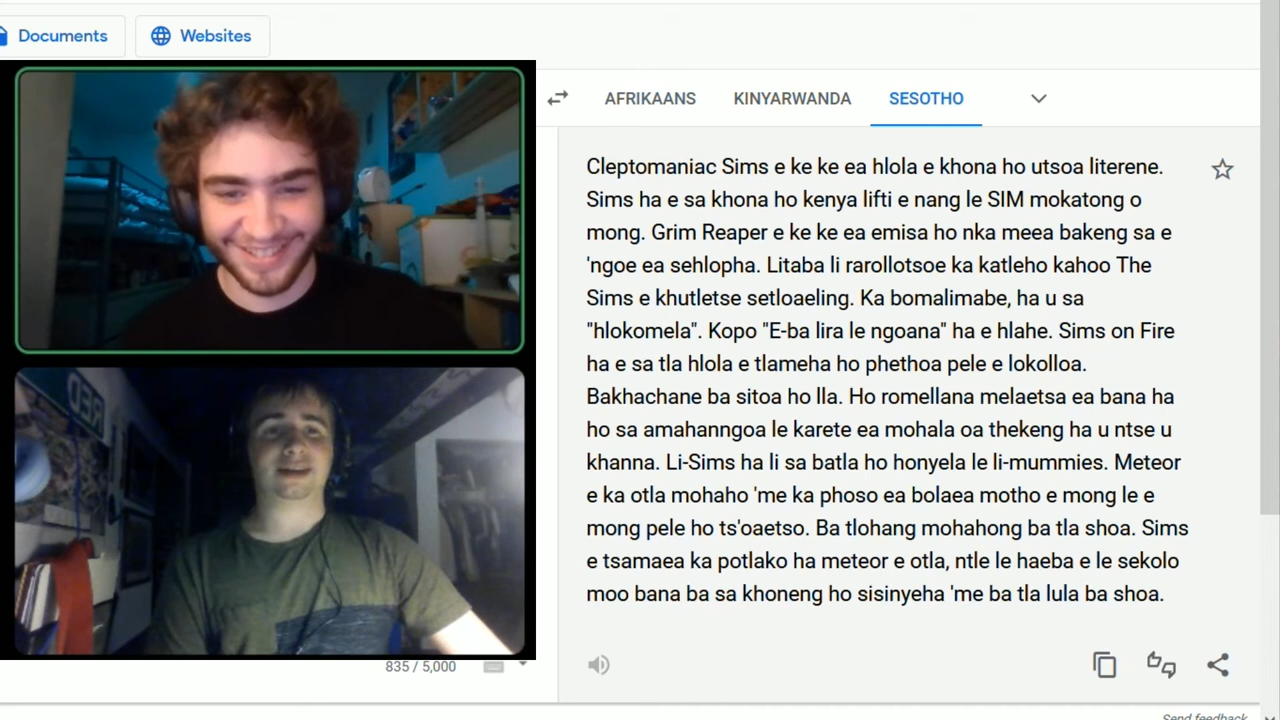 Documents
Websites
AFRIKAANS
KINYARWANDA
SESOTHO
Cleptomaniac Sims e ke ke ea hlola e khona ho utsoa literene.
Sims ha e sa khona ho kenya lifti e nang le SIM mokatong o
mong. Grim Reaper e ke ke ea emisa ho nka meea bakeng sa e
'ngoe ea sehlopha. Litaba li rarollotsoe ka katleho kahoo The
Sims e khutletse setloaeling. Ka bomalimabe, ha u sa
"hlokomela". Kopo "E-ba lira le ngoana" ha e hlahe. Sims on Fire
ha e sa tla hlola e tlameha ho phethoa pele e lokolloa.
Bakhachane ba sitoa ho lla. Ho romellana melaetsa ea bana ha
ho sa amahanngoa le karete ea mohala oa thekeng ha u ntse u
khanna. Li-Sims ha li sa batla ho honyela le li-mummies. Meteor
e ka otla mohaho 'me ka phoso ea bolaea motho e mong le e
mong pele ho ts'oaetso. Ba tlohang mohahong ba tla shoa. Sims
e tsamaea ka potlako ha meteor e otla, ntle le haeba e le sekolo
moo bana ba sa khoneng ho sisinyeha 'me ba tla lula ba shoa.
835 / 5,000
Send feedback